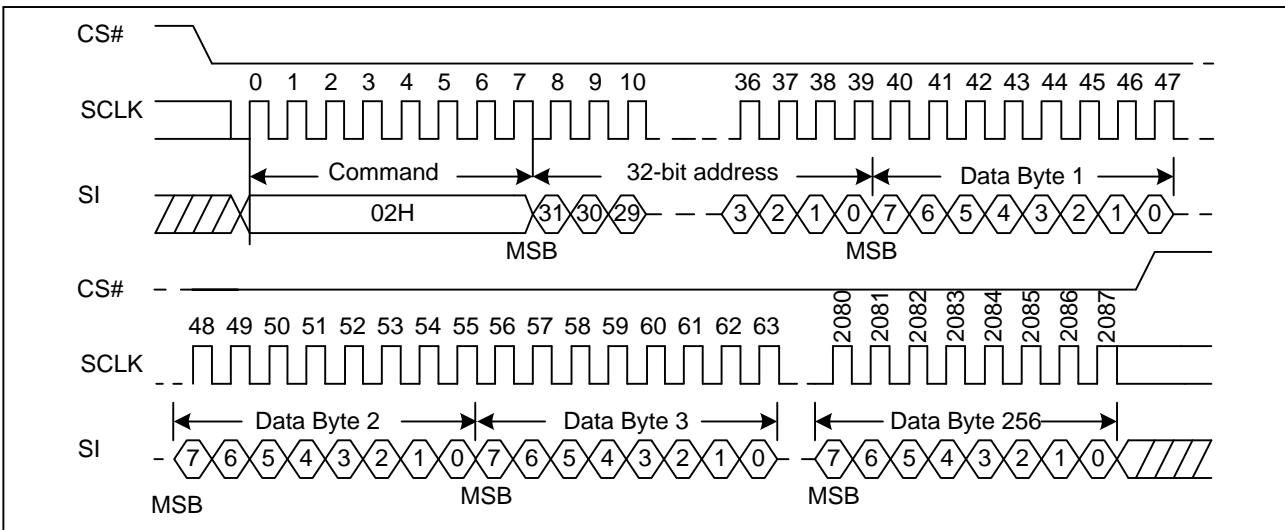 CS#
0 1 2 3 4 5 6 7 8 9 10 36 37 38 39 40 41 42 43 44 45 46 47
SCLK
Command 32-bit address Data Byte 1
SI
02H 31 30 29 3 2 1 0 7 6 5 4 3 2 1 0
MSB MSB
CS#
48 49 50 51 52 53 54 55 56 57 58 59 60 61 62 63 2080 2081 2082 2083 2084 2085 2086 2087
SCLK
Data Byte 2 Data Byte 3 Data Byte 256
SI
7 6 5 4 3 2 1 0 7 6 5 4 3 2 1 0 7 6 5 4 3 2 1 0
MSB MSB MSB